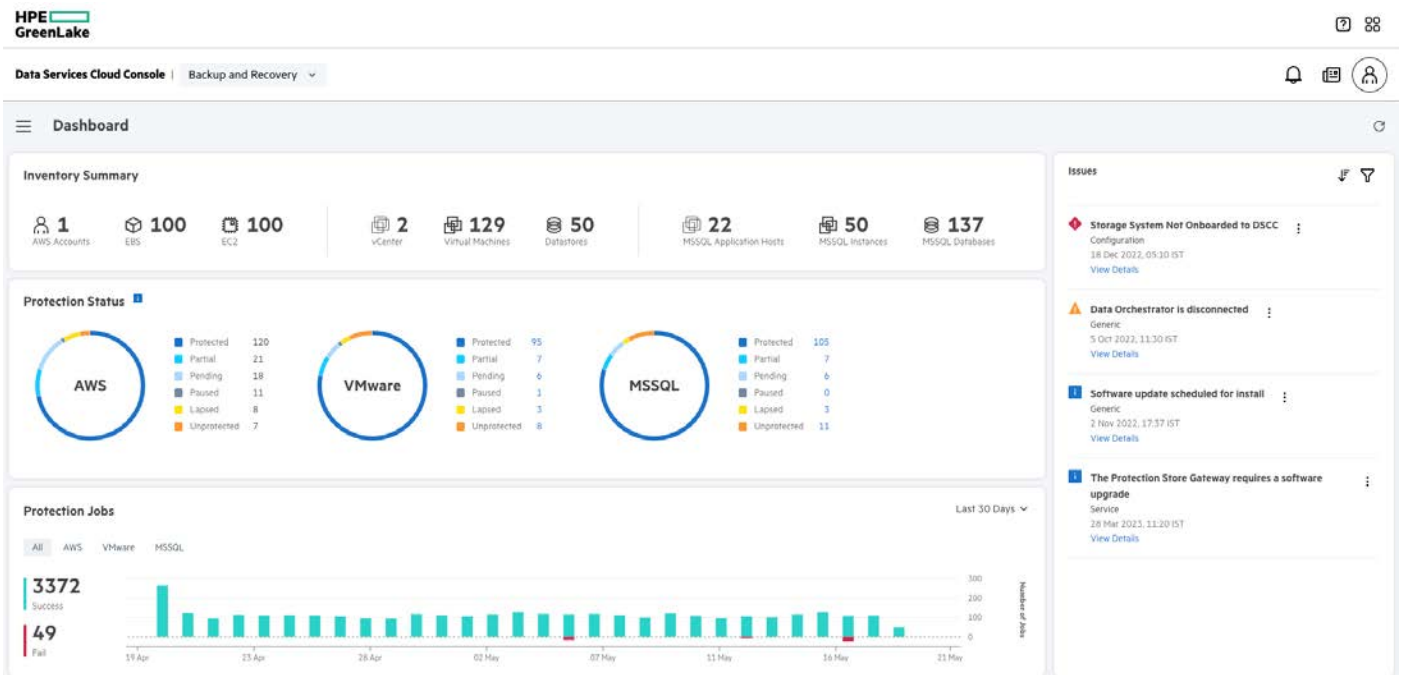 HPE
GreenLake
Data Services Cloud Console | Backup and Recovery
Dashboard
Inventory Summary
1
AWS Accounts
100
EBS
100
EC2
2
vCenter
129
Virtual Machines
50
Datastores
22
MSSQL Application Hosts
50
MSSQL Instances
137
MSSQL Databases
Protection Status
AWS
Protected 120
Partial 21
Pending 18
Paused 11
Lapsed 8
Unprotected 7
VMware
Protected 95
Partial 7
Pending 6
Paused 1
Lapsed 3
Unprotected 8
MSSQL
Protected 105
Partial 7
Pending 6
Paused 0
Lapsed 3
Unprotected 11
Protection Jobs
Last 30 Days
All AWS VMware MSSQL
3372
Success
49
Fail
300
200
100
0
Number of Jobs
19 Apr 23 Apr 28 Apr 02 May 07 May 11 May 16 May 21 May
Issues
Storage System Not Onboarded to DSCC
Configuration
18 Dec 2022, 05:10 IST
View Details
Data Orchestrator is disconnected
Generic
5 Oct 2022, 11:30 IST
View Details
Software update scheduled for install
Generic
2 Nov 2022, 17:37 IST
View Details
The Protection Store Gateway requires a software
upgrade
Service
28 Mar 2023, 11:20 IST
View Details